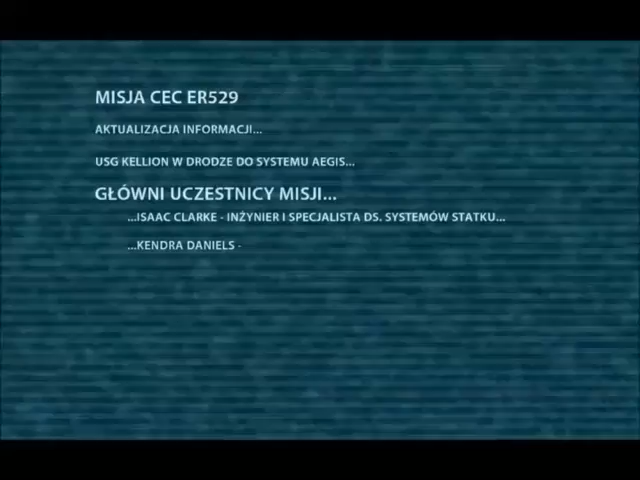 MISJA CEC ER529
AKTUALIZACJA INFORMACJI...
USG KELLION W DRODZE DO SYSTEMU AEGIS...
GŁÓWNI UCZESTNICY MISJI...
...ISAAC CLARKE - INŻYNIER I SPECJALISTA DS. SYSTEMÓW STATKU...
...KENDRA DANIELS -